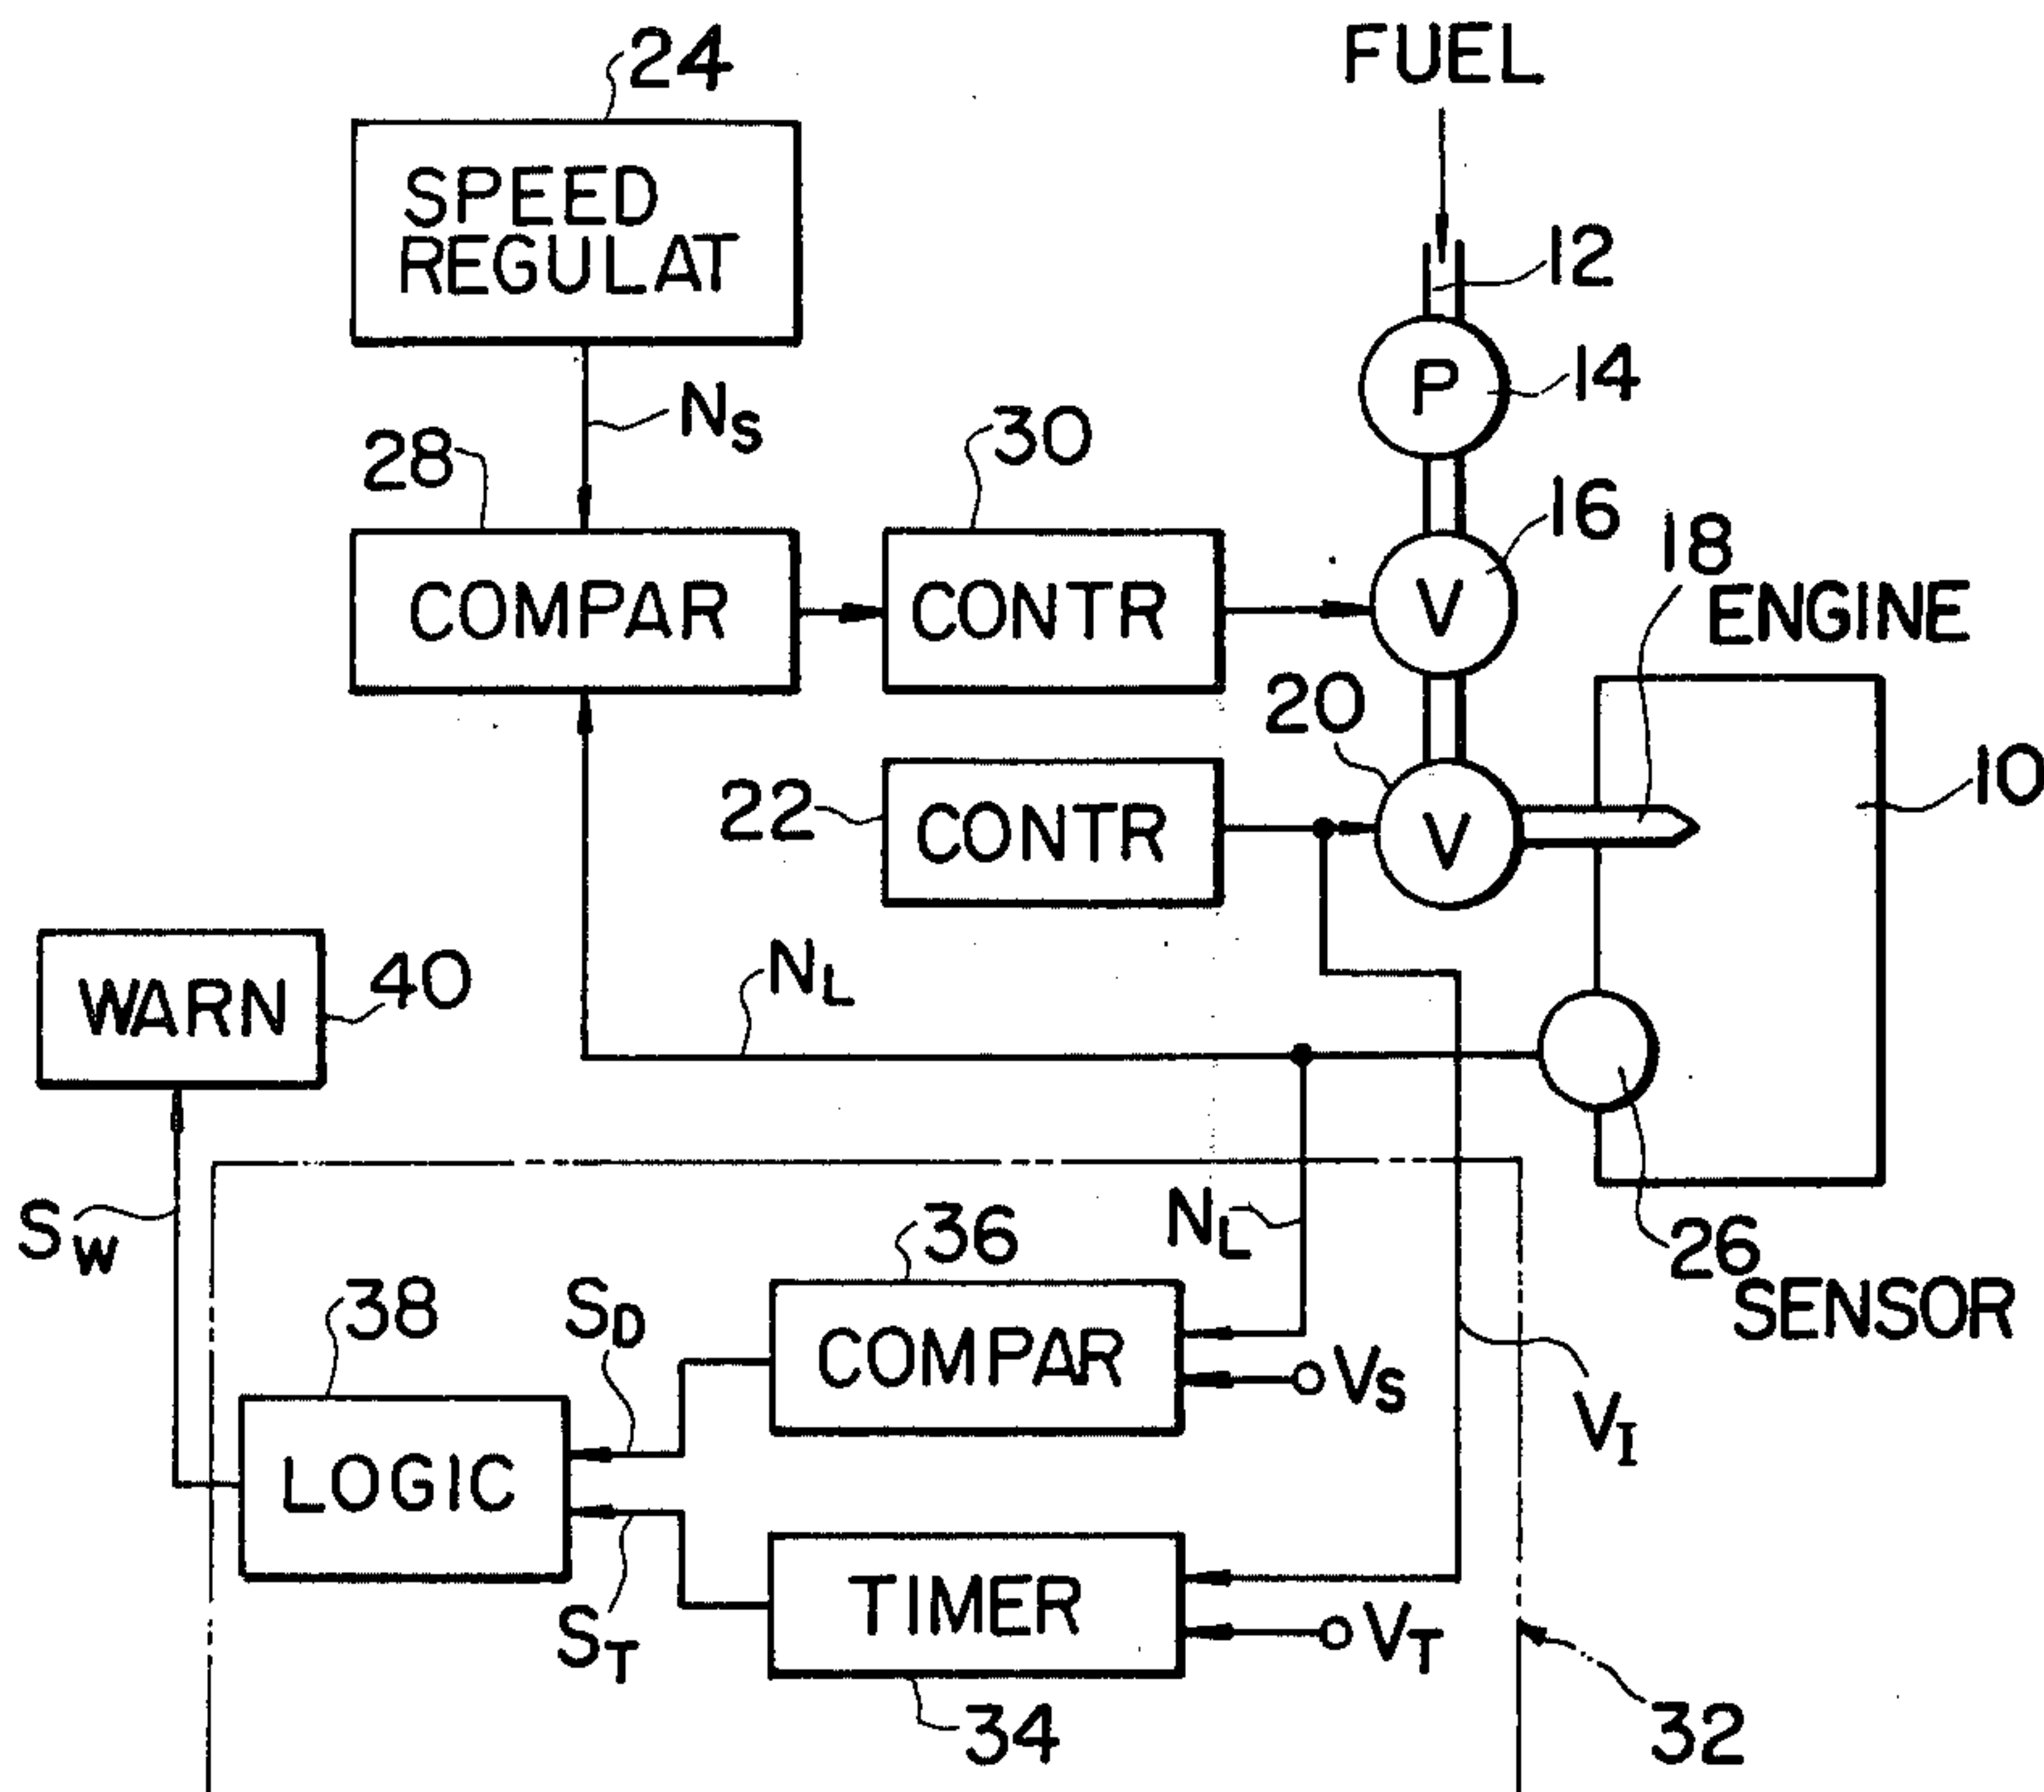 24
FUEL
SPEED
REGULAT
12
P
14
NS
30
28
16
18
COMPAR
CONTR
V
ENGINE
20
10
22
CONTR
V
WARN
40
NL
SW
36
NL
26
SENSOR
38
SD
COMPAR
VS
VI
LOGIC
TIMER
ST
VT
34
32